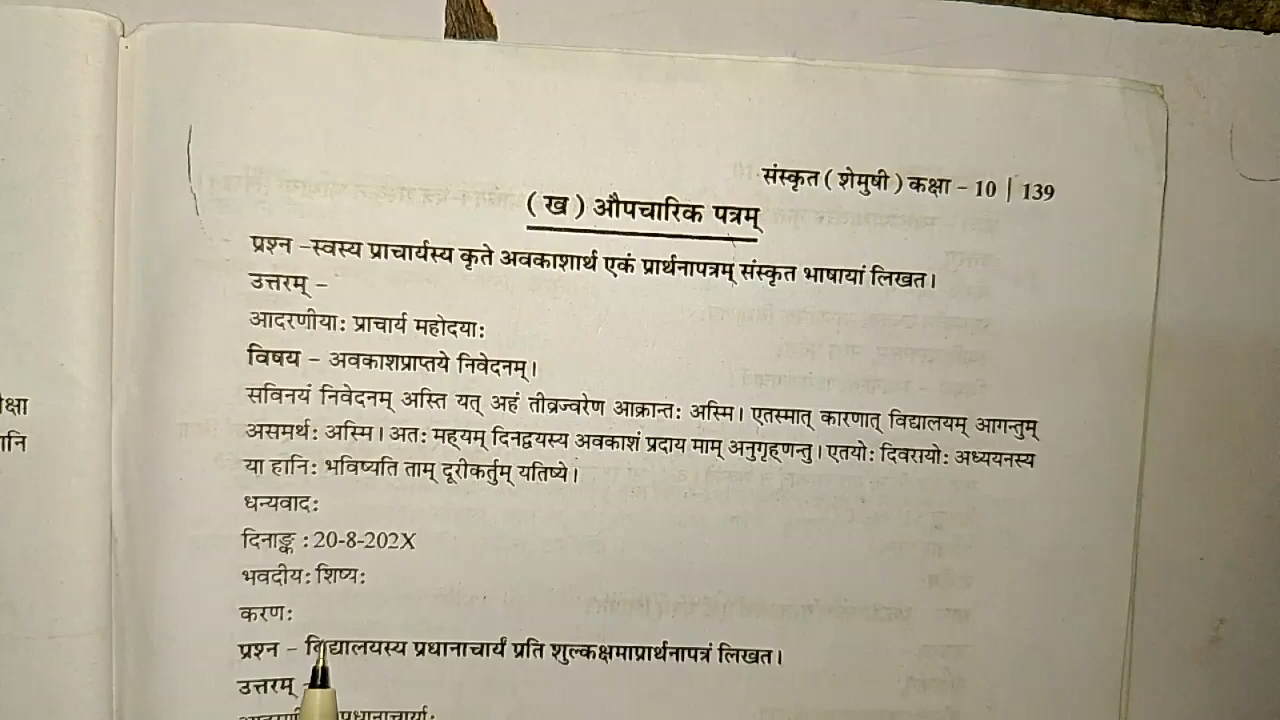 संस्कृत ( शेमुषी ) कक्षा - 10 | 139
( ख ) औपचारिक पत्रम्
प्रश्न -स्वस्य प्राचार्यस्य कृते अवकाशार्थ एकं प्रार्थनापत्रम् संस्कृत भाषायां लिखत।
उत्तरम् -
आदरणीया: प्राचार्य महोदया:
विषय - अवकाशप्राप्तये निवेदनम्।
सविनयं निवेदनम् अस्ति यत् अहं तीव्रज्वरेण आक्रान्त: अस्मि। एतस्मात् कारणात् विद्यालयम् आगन्तुम्
असमर्थ: अस्मि। अत: मह्यम् दिनद्वयस्य अवकाशं प्रदाय माम् अनुगृह्णन्तु। एतयो: दिवरायो: अध्ययनस्य
या हानि: भविष्यति ताम् दूरीकर्तुम् यतिष्ये।
धन्यवाद:
दिनाङ्क : 20-8-202X
भवदीय: शिष्य:
करण:
प्रश्न - विद्यालयस्य प्रधानाचार्यं प्रति शुल्कक्षमाप्रार्थनापत्रं लिखत।
उत्तरम् -